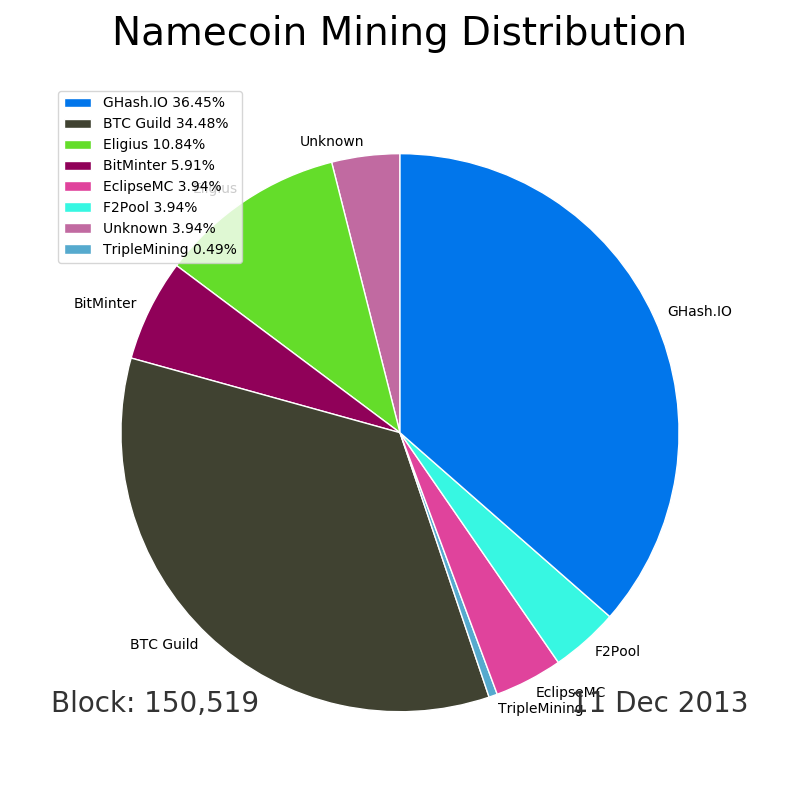 Namecoin Mining Distribution
GHash.IO 36.45%
BTC Guild 34.48%
Eligius 10.84%
BitMinter 5.91%
EclipseMC 3.94%
F2Pool 3.94%
Unknown 3.94%
TripleMining 0.49%
Unknown
Eligius
BitMinter
GHash.IO
BTC Guild
F2Pool
EclipseMC
TripleMining
Block: 150,519
11 Dec 2013